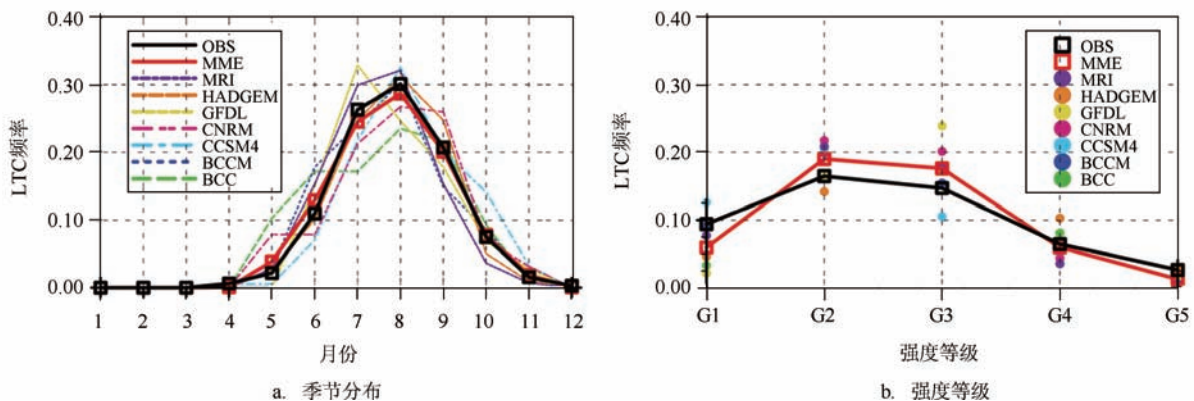 LTC频率
0.40
0.30
0.20
0.10
0.00
OBS
MME
MRI
HADGEM
GFDL
CNRM
CCSM4
BCCM
BCC
1 2 3 4 5 6 7 8 9 10 11 12
月份
a. 季节分布
LTC频率
0.40
0.30
0.20
0.10
0.00
OBS
MME
MRI
HADGEM
GFDL
CNRM
CCSM4
BCCM
BCC
G1 G2 G3 G4 G5
强度等级
b. 强度等级